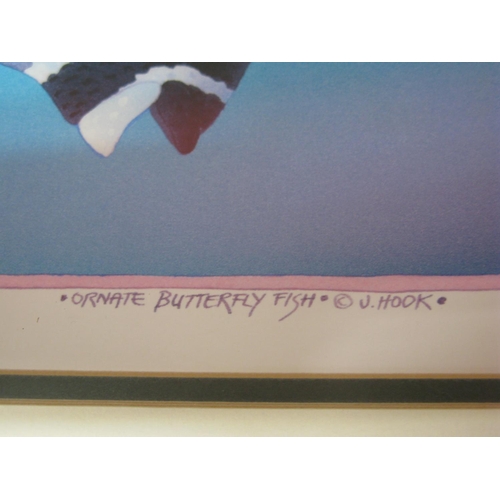 • ORNATE BUTTERFLY FISH • © J. HOOK •